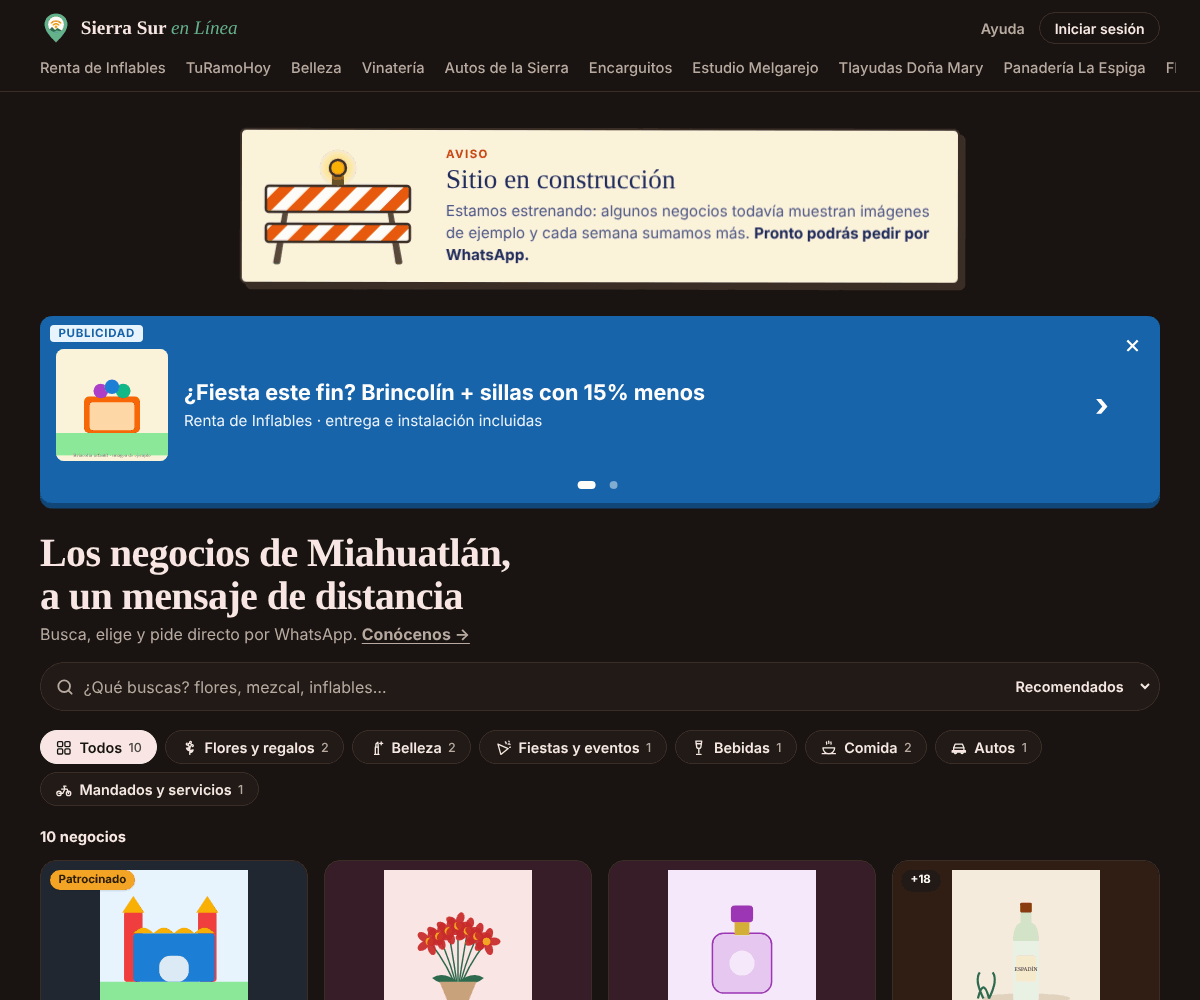 Sierra Sur en Línea
Ayuda
Iniciar sesión
Renta de Inflables
TuRamoHoy
Belleza
Vinatería
Autos de la Sierra
Encarguitos
Estudio Melgarejo
Tlayudas Doña Mary
Panadería La Espiga
AVISO
Sitio en construcción
Estamos estrenando: algunos negocios todavía muestran imágenes
de ejemplo y cada semana sumamos más. Pronto podrás pedir por
WhatsApp.
PUBLICIDAD
¿Fiesta este fin? Brincolín + sillas con 15% menos
Renta de Inflables · entrega e instalación incluidas
Los negocios de Miahuatlán,
a un mensaje de distancia
Busca, elige y pide directo por WhatsApp. Conócenos →
¿Qué buscas? flores, mezcal, inflables...
Recomendados
Todos 10
Flores y regalos 2
Belleza 2
Fiestas y eventos 1
Bebidas 1
Comida 2
Autos 1
Mandados y servicios 1
10 negocios
Patrocinado
+18
ESPADÍN